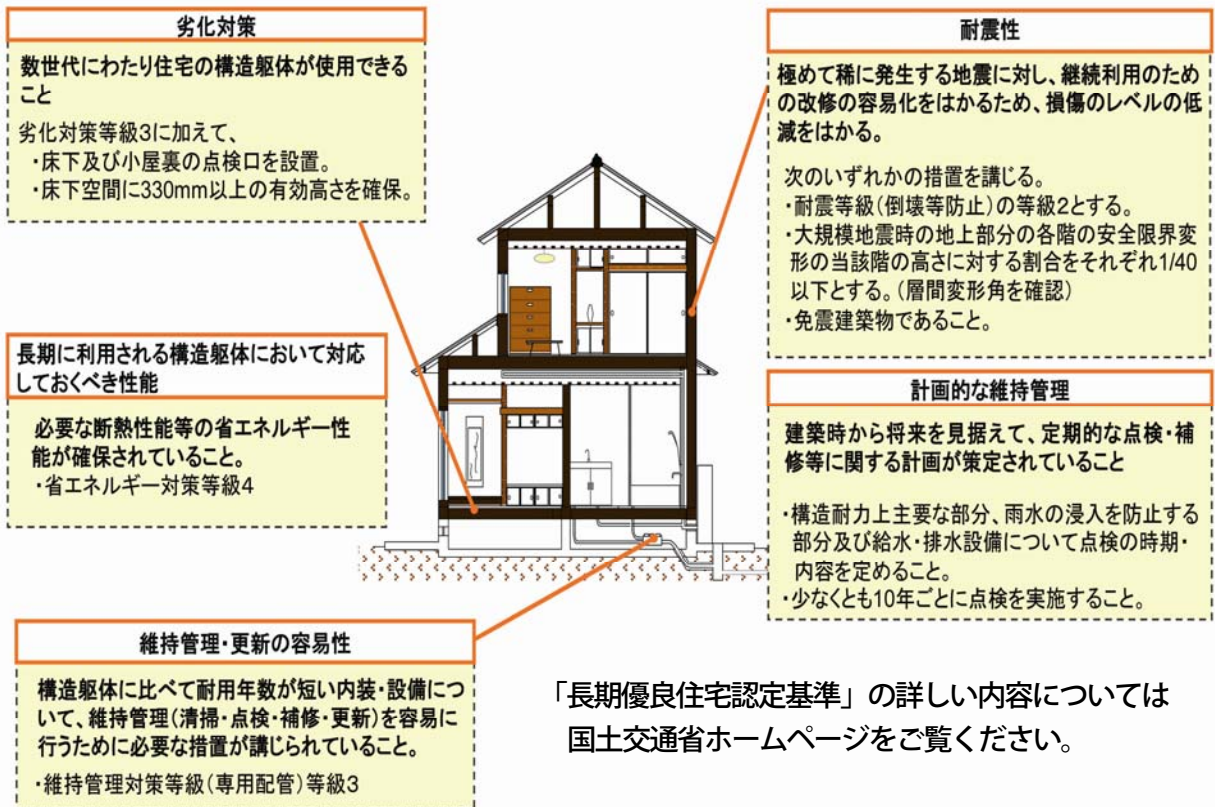 劣化対策
数世代にわたり住宅の構造躯体が使用できる
こと
劣化対策等級3に加えて、
・床下及び小屋裏の点検口を設置。
・床下空間に330mm以上の有効高さを確保。
長期に利用される構造躯体において対応
しておくべき性能
必要な断熱性能等の省エネルギー性
能が確保されていること。
・省エネルギー対策等級4
維持管理・更新の容易性
構造躯体に比べて耐用年数が短い内装・設備につ
いて、維持管理(清掃・点検・補修・更新)を容易に
行うために必要な措置が講じられていること。
・維持管理対策等級(専用配管)等級3
耐震性
極めて稀に発生する地震に対し、継続利用のため
の改修の容易化をはかるため、損傷のレベルの低
減をはかる。
次のいずれかの措置を講じる。
・耐震等級(倒壊等防止)の等級2とする。
・大規模地震時の地上部分の各階の安全限界変
形の当該階の高さに対する割合をそれぞれ1/40
以下とする。(層間変形角を確認)
・免震建築物であること。
計画的な維持管理
建築時から将来を見据えて、定期的な点検・補
修等に関する計画が策定されていること
・構造耐力上主要な部分、雨水の浸入を防止する
部分及び給水・排水設備について点検の時期・
内容を定めること。
・少なくとも10年ごとに点検を実施すること。
「長期優良住宅認定基準」の詳しい内容については
国土交通省ホームページをご覧ください。